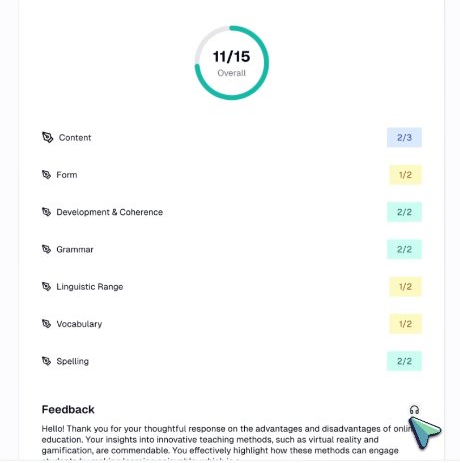 11/15
Overall
Content 2/3
Form 1/2
Development & Coherence 2/2
Grammar 2/2
Linguistic Range 1/2
Vocabulary 1/2
Spelling 2/2
Feedback
Hello! Thank you for your thoughtful response on the advantages and disadvantages of
education. Your insights into innovative teaching methods, such as virtual reality and
gamification, are commendable. You effectively highlight how these methods can engage